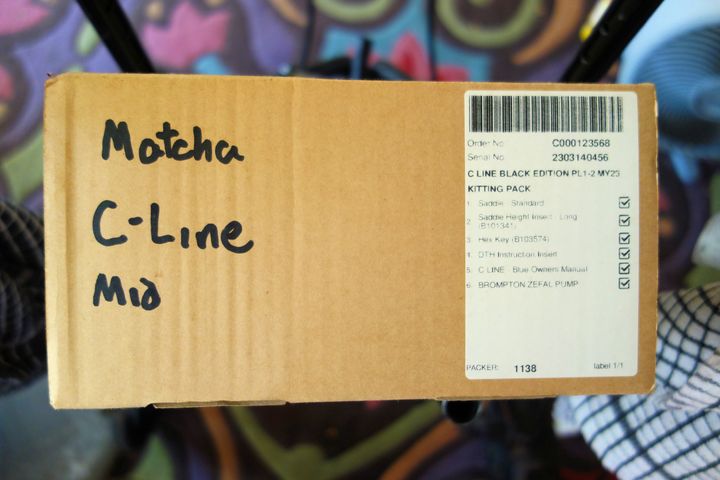 Matcha
C-Line
Mid
Order No: C000123568
Serial No: 2303140456
C LINE BLACK EDITION PL1-2 MY23
KITTING PACK
1. Saddle - Standard
2. Saddle Height Insert - Long
(B101341)
3. Hex Key (B103574)
4. DTH Instruction Insert
5. C LINE - Blue Owners Manual
6. BROMPTON ZEFAL PUMP
PACKER: 1138 label 1/1